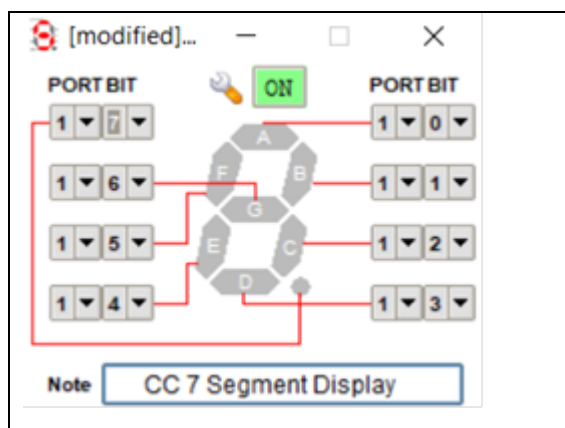 [modified]...
PORT BIT ON PORT BIT
1 7 A 1 0
1 6 F B 1 1
G
1 5 E C 1 2
1 4 D 1 3
Note CC 7 Segment Display